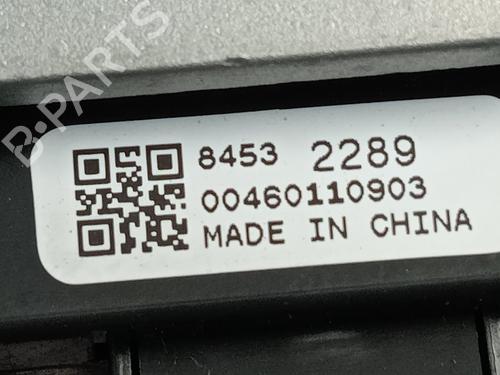 B-PARTS
8453 2289
00460110903
MADE IN CHINA